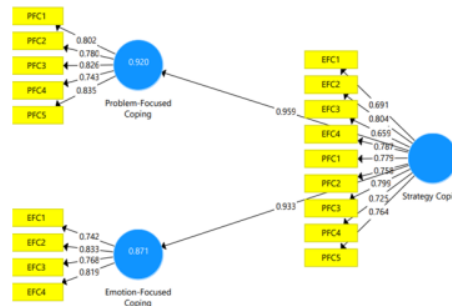 PFC1
PFC2
PFC3
PFC4
PFC5
0.802
0.780
0.826
0.743
0.835
0.920
Problem-Focused
Coping
EFC1
EFC2
EFC3
EFC4
0.742
0.833
0.768
0.819
0.871
Emotion-Focused
Coping
0.959
0.933
EFC1
EFC2
EFC3
EFC4
PFC1
PFC2
PFC3
PFC4
PFC5
0.691
0.804
0.659
0.787
0.779
0.758
0.799
0.725
0.764
Strategy Copi